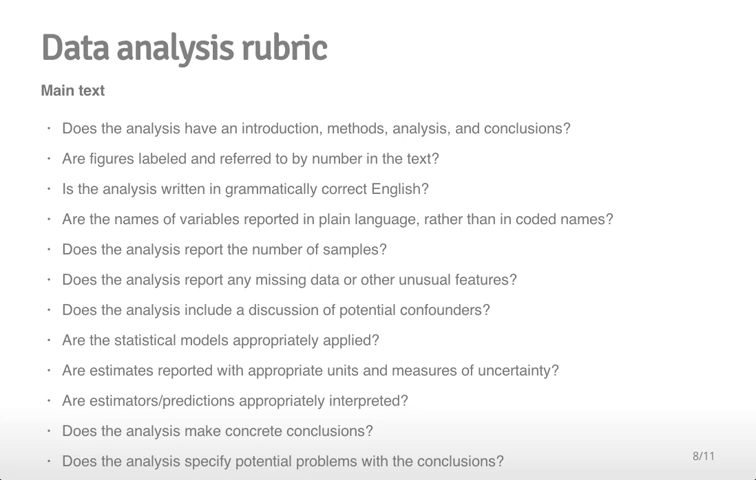 Data analysis rubric
Main text
· Does the analysis have an introduction, methods, analysis, and conclusions?
· Are figures labeled and referred to by number in the text?
· Is the analysis written in grammatically correct English?
· Are the names of variables reported in plain language, rather than in coded names?
· Does the analysis report the number of samples?
· Does the analysis report any missing data or other unusual features?
· Does the analysis include a discussion of potential confounders?
· Are the statistical models appropriately applied?
· Are estimates reported with appropriate units and measures of uncertainty?
· Are estimators/predictions appropriately interpreted?
· Does the analysis make concrete conclusions?
· Does the analysis specify potential problems with the conclusions?
8/11